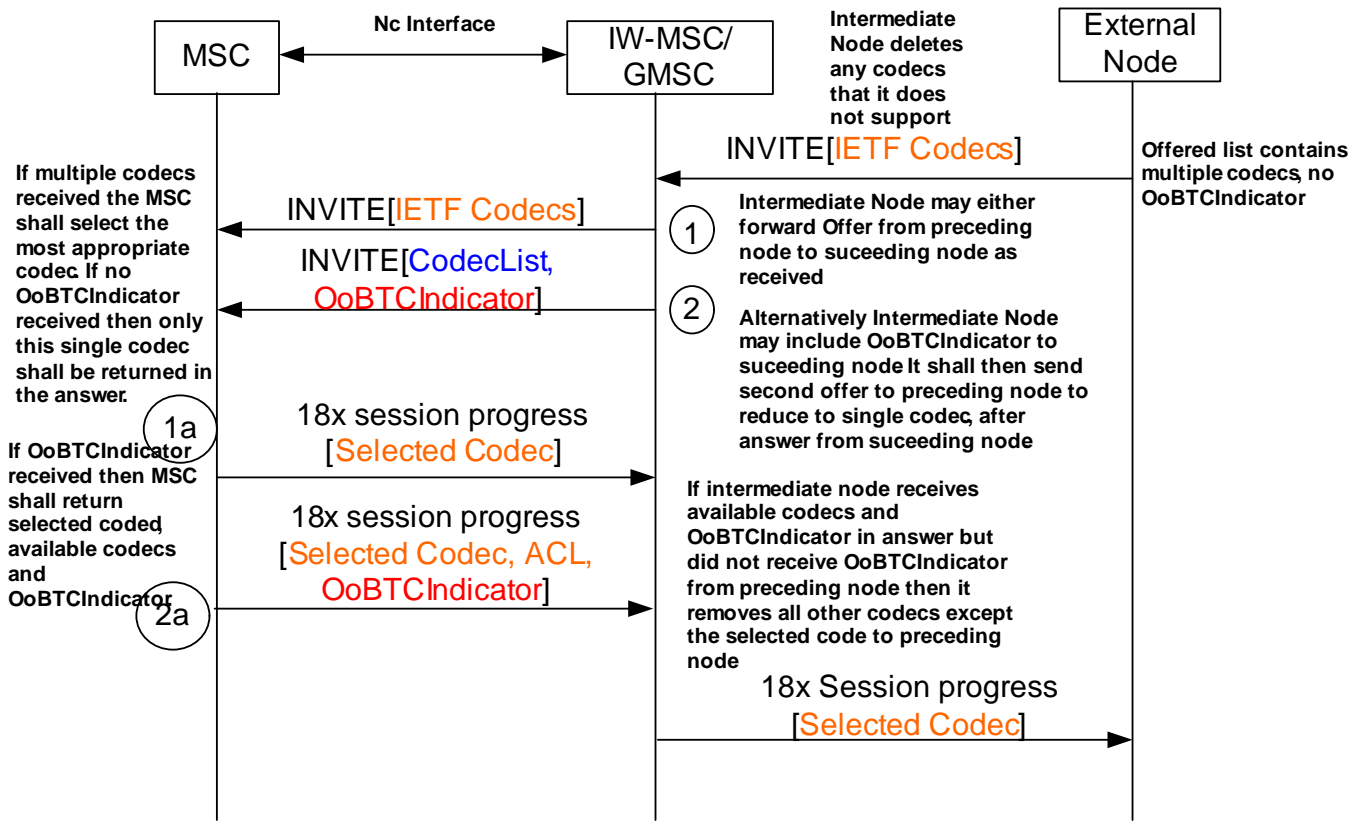 MSC
Nc Interface
IW-MSC/
GMSC
Intermediate
Node deletes
any codecs
that it does
not support
External
Node
INVITE[IETF Codecs]
Offered list contains
multiple codecs, no
OoBTCIndicator
If multiple codecs
received the MSC
shall select the
most appropriate
codec. If no
OoBTCIndicator
received then only
this single codec
shall be returned in
the answer.
INVITE[IETF Codecs]
1
Intermediate Node may either
forward Offer from preceding
node to suceeding node as
received
INVITE[CodecList,
OoBTCIndicator]
2
Alternatively Intermediate Node
may include OoBTCIndicator to
suceeding node It shall then send
second offer to preceding node to
reduce to single codec, after
answer from suceeding node
1a
18x session progress
[Selected Codec]
If OoBTCIndicator
received then MSC
shall return
selected coded,
available codecs
and
OoBTCIndicator
2a
18x session progress
[Selected Codec, ACL,
OoBTCIndicator]
If intermediate node receives
available codecs and
OoBTCIndicator in answer but
did not receive OoBTCIndicator
from preceding node then it
removes all other codecs except
the selected code to preceding
node
18x Session progress
[Selected Codec]